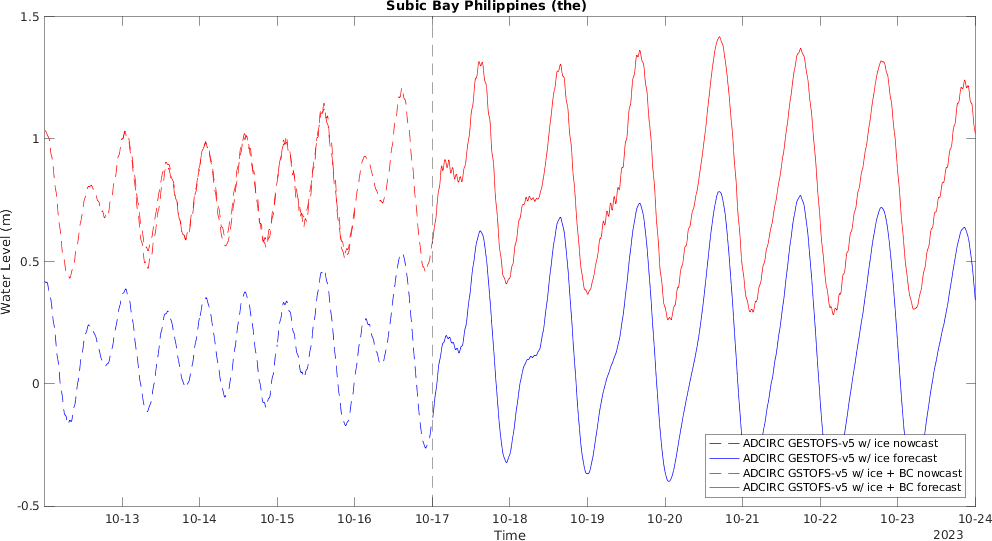 Subic Bay Philippines (the)
Water Level (m)
1.5
1
0.5
0
-0.5
10-13 10-14 10-15 10-16 10-17 10-18 10-19 10-20 10-21 10-22 10-23 10-24
Time
2023
ADCIRC GESTOFS-v5 w/ ice nowcast
ADCIRC GESTOFS-v5 w/ ice forecast
ADCIRC GSTOFS-v5 w/ ice + BC nowcast
ADCIRC GSTOFS-v5 w/ ice + BC forecast